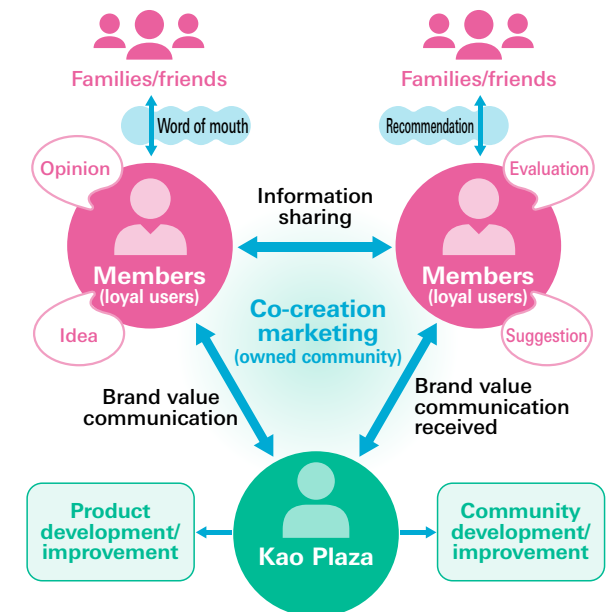 Families/friends
Families/friends
Word of mouth
Recommendation
Opinion
Evaluation
Information
sharing
Members
(loyal users)
Members
(loyal users)
Idea
Co-creation
marketing
(owned community)
Suggestion
Brand value
communication
Brand value
communication
received
Product
development/
improvement
Kao Plaza
Community
development/
improvement